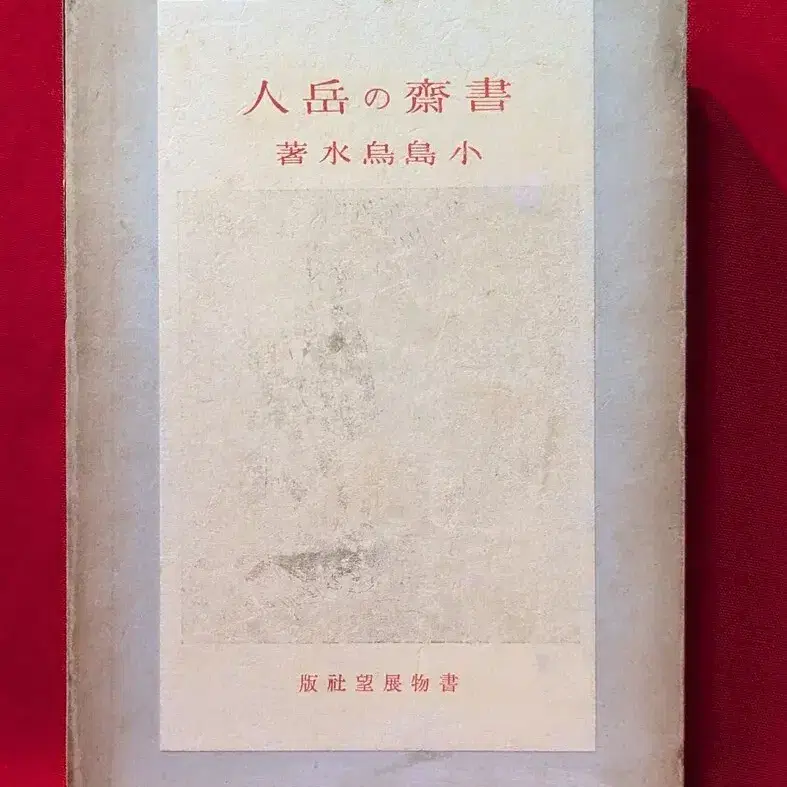 書齋の岳人
小島烏水著
書物展望社版